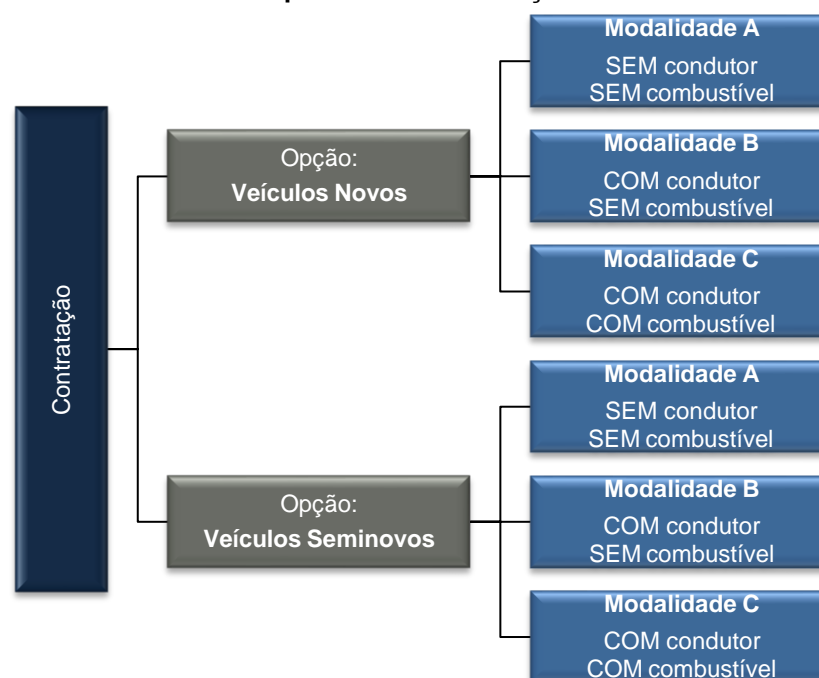 Contratação
Opção:
Veículos Novos
Modalidade A
SEM condutor
SEM combustível
Modalidade B
COM condutor
SEM combustível
Modalidade C
COM condutor
COM combustível
Opção:
Veículos Seminovos
Modalidade A
SEM condutor
SEM combustível
Modalidade B
COM condutor
SEM combustível
Modalidade C
COM condutor
COM combustível